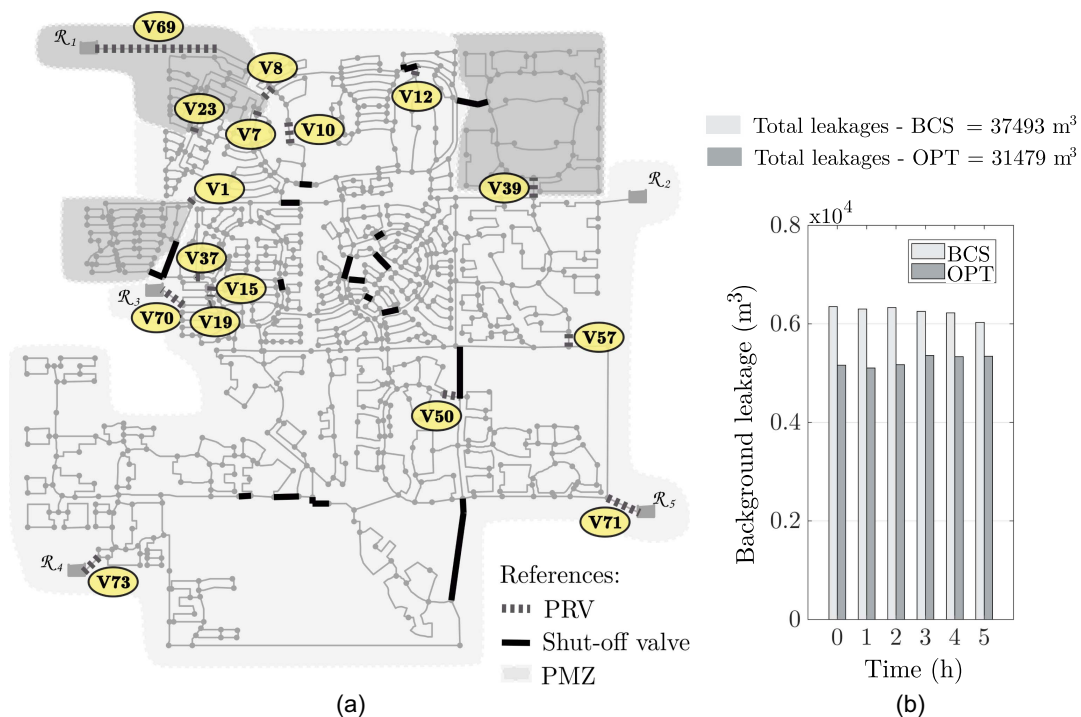 V69
R1
V8
V12
V23
V7
V10
V39
R2
V1
V37
V15
R3
V70
V19
V57
V50
R5
V71
R4
V73
References:
PRV
Shut-off valve
PMZ
(a)
Total leakages - BCS = 37493 m³
Total leakages - OPT = 31479 m³
x10⁴
0.8
0.6
0.4
0.2
0
Background leakage (m³)
BCS
OPT
0 1 2 3 4 5
Time (h)
(b)